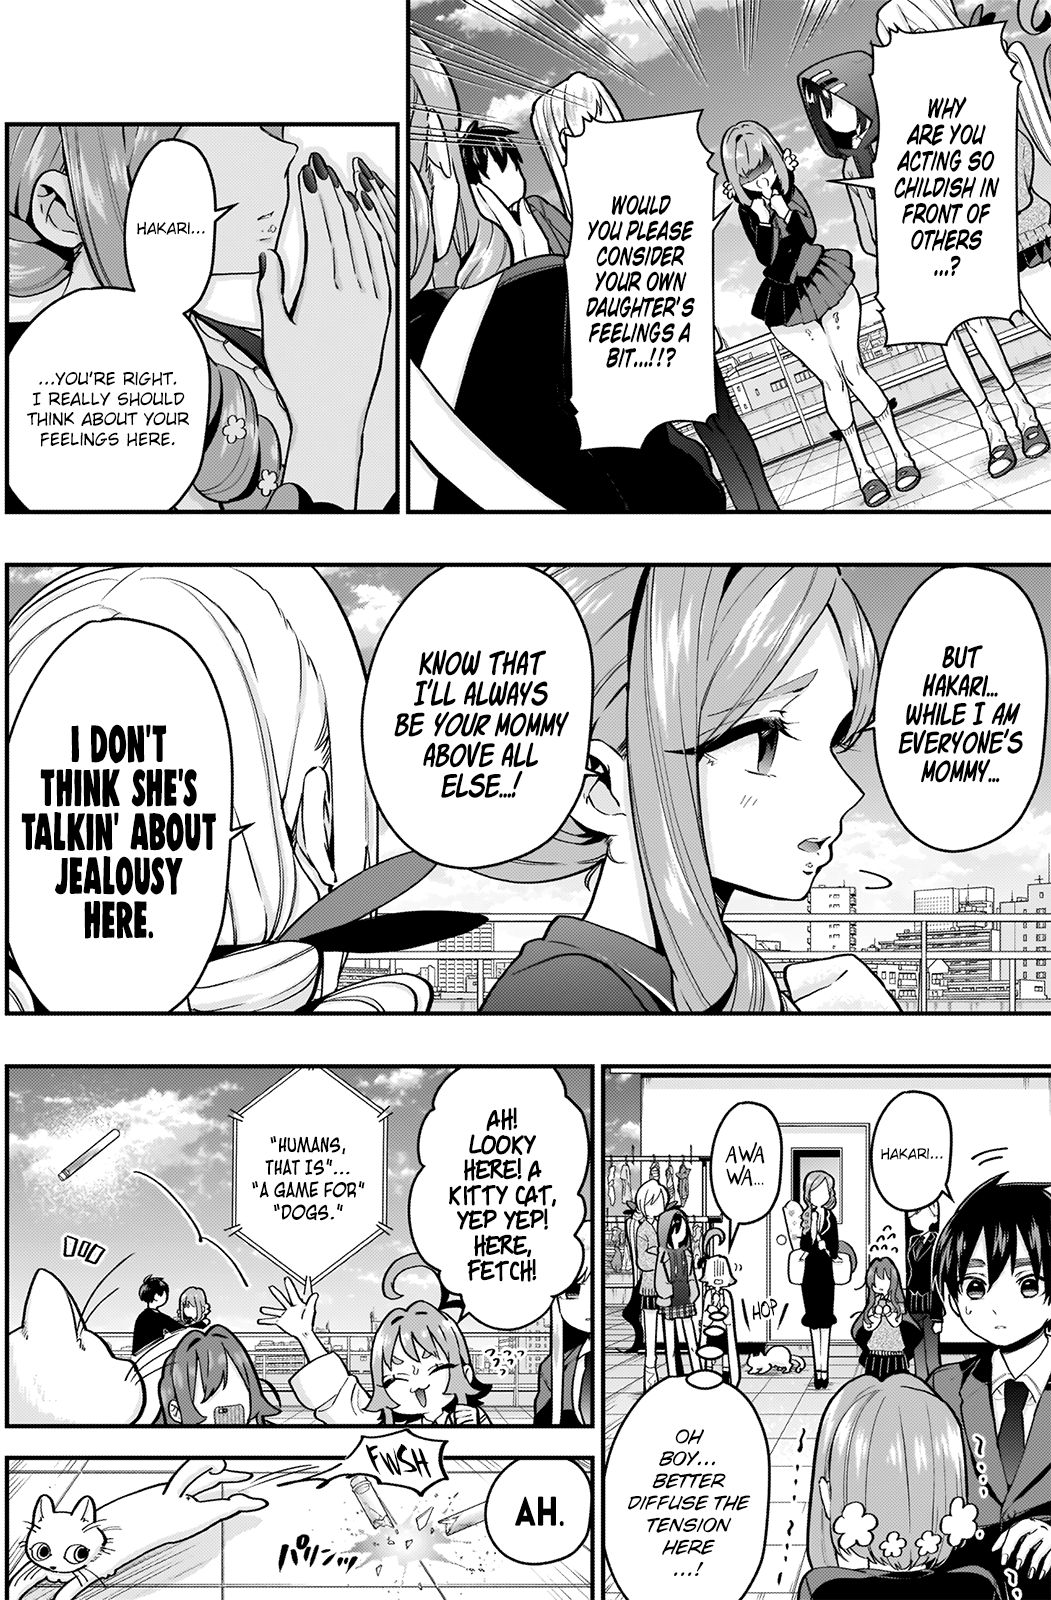 WHY
ARE YOU
ACTING SO
CHILDISH IN
FRONT OF
OTHERS
...?
WOULD
YOU PLEASE
CONSIDER
YOUR OWN
DAUGHTER'S
FEELINGS A
BIT...!!?
HAKARI...
...YOU'RE RIGHT.
I REALLY SHOULD
THINK ABOUT YOUR
FEELINGS HERE.
BUT
HAKARI...
WHILE I AM
EVERYONE'S
MOMMY...
KNOW THAT
I'LL ALWAYS
BE YOUR MOMMY
ABOVE ALL
ELSE...!
I DON'T
THINK SHE'S
TALKIN' ABOUT
JEALOUSY
HERE.
HAKARI...
AWA
WA...
HOP
OH
BOY...
BETTER
DIFFUSE THE
TENSION
HERE
...!
AH!
LOOKY
HERE! A
KITTY CAT,
YEP YEP!
HERE,
FETCH!
"HUMANS,
THAT IS"...
"A GAME FOR"
"DOGS."
AH.
FWSH
パリンッ